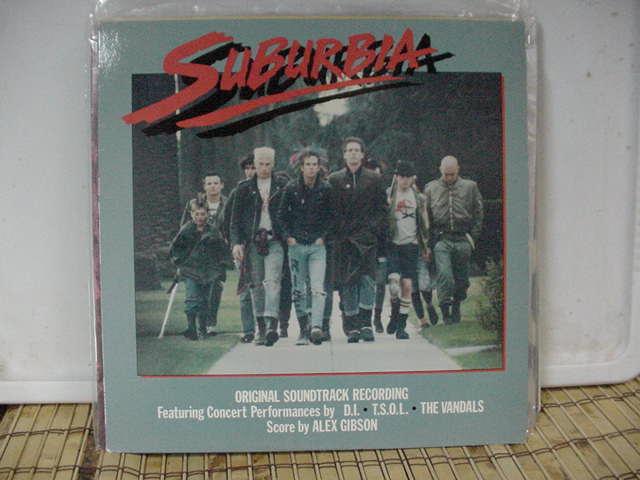 SUBURBIA
ORIGINAL SOUNDTRACK RECORDING
Featuring Concert Performances by D.I. • T.S.O.L. • THE VANDALS
Score by ALEX GIBSON